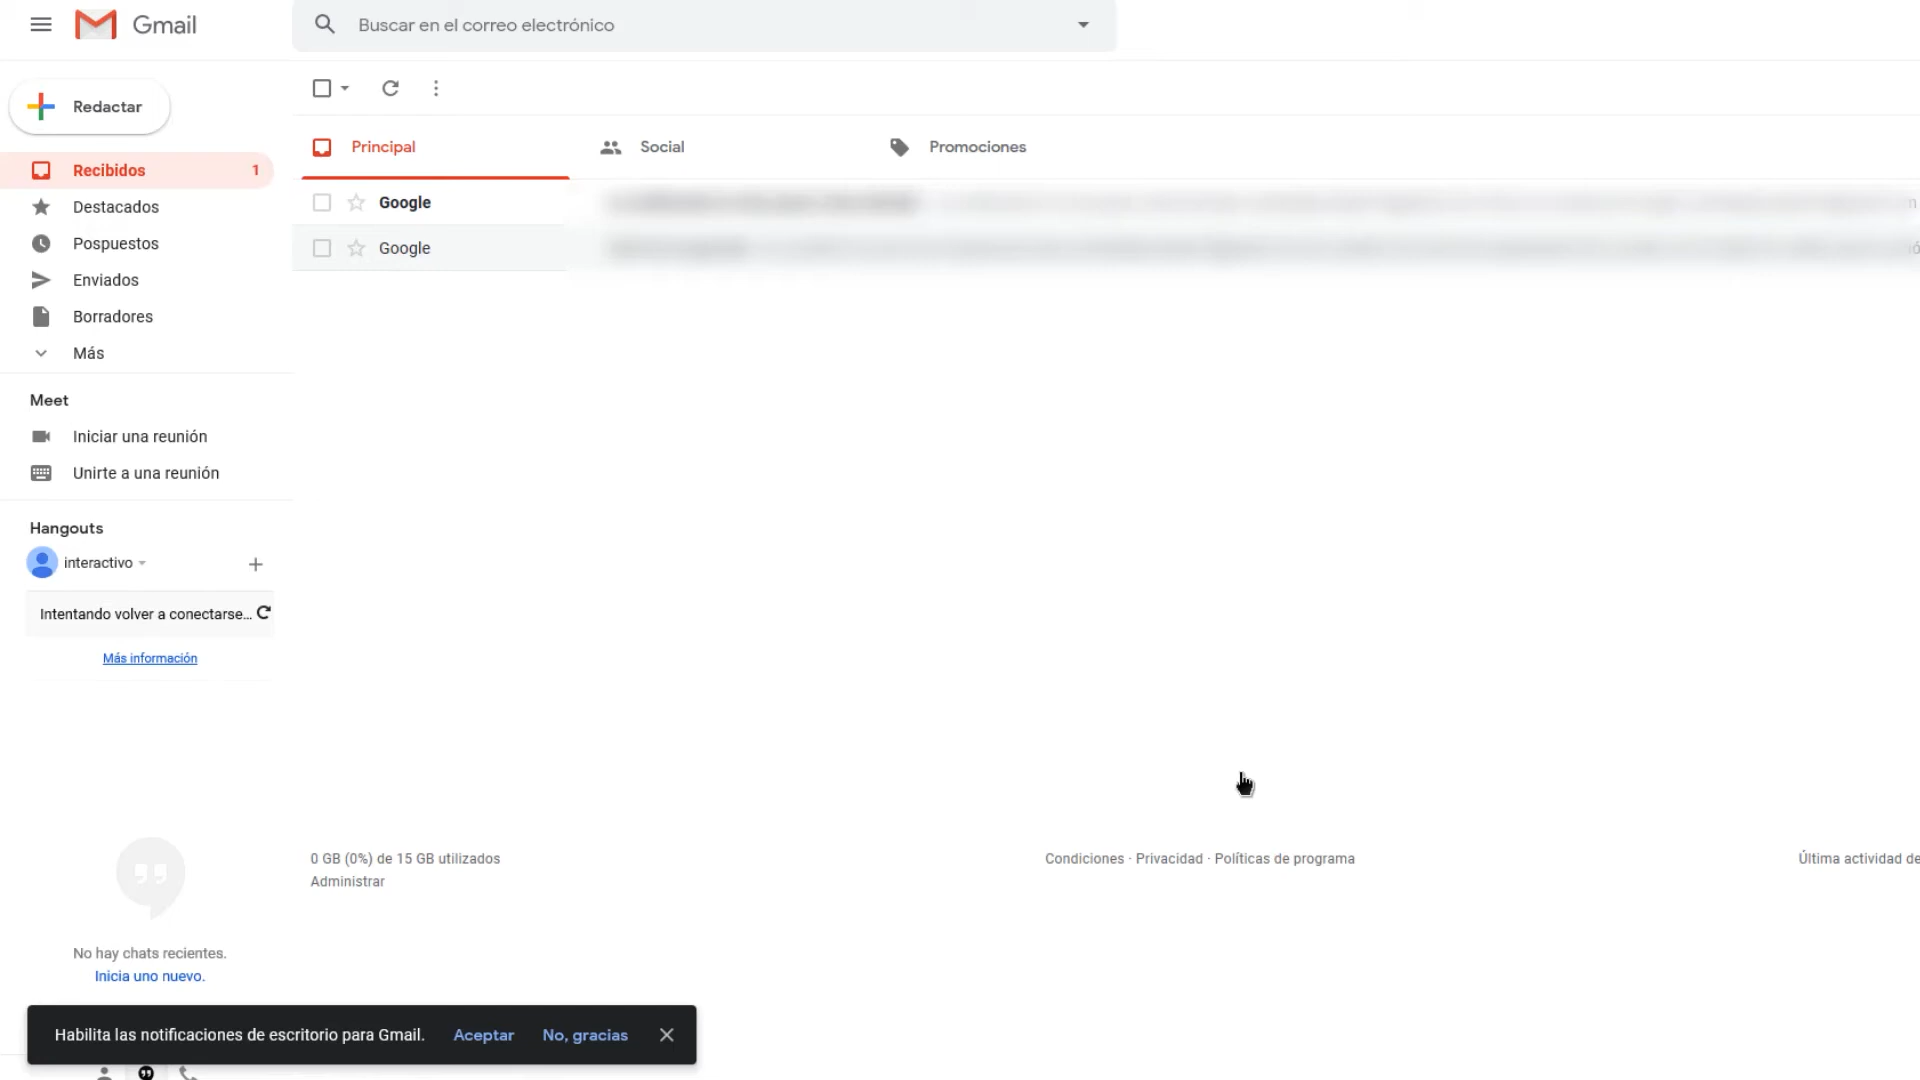 Gmail
Buscar en el correo electrónico
Redactar
Recibidos 1
Destacados
Pospuestos
Enviados
Borradores
Más
Meet
Iniciar una reunión
Unirte a una reunión
Hangouts
interactivo
Intentando volver a conectarse...
Más información
No hay chats recientes.
Inicia uno nuevo.
Principal
Social
Promociones
Google
Google
0 GB (0%) de 15 GB utilizados
Administrar
Condiciones · Privacidad · Políticas de programa
Última actividad de
Habilita las notificaciones de escritorio para Gmail. Aceptar No, gracias